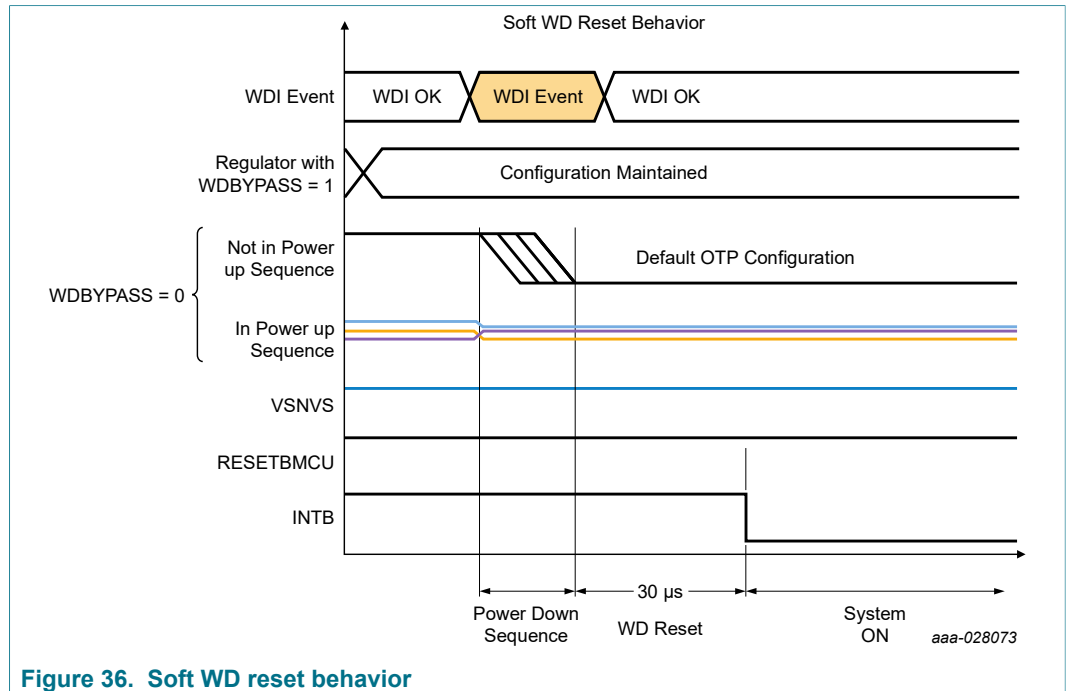 Soft WD Reset Behavior
WDI Event
WDI OK
WDI Event
WDI OK
Regulator with
WDBYPASS = 1
Configuration Maintained
WDBYPASS = 0
Not in Power
up Sequence
Default OTP Configuration
In Power up
Sequence
VSNVS
RESETBMCU
INTB
Power Down
Sequence
30 μs
WD Reset
System
ON
aaa-028073
Figure 36. Soft WD reset behavior